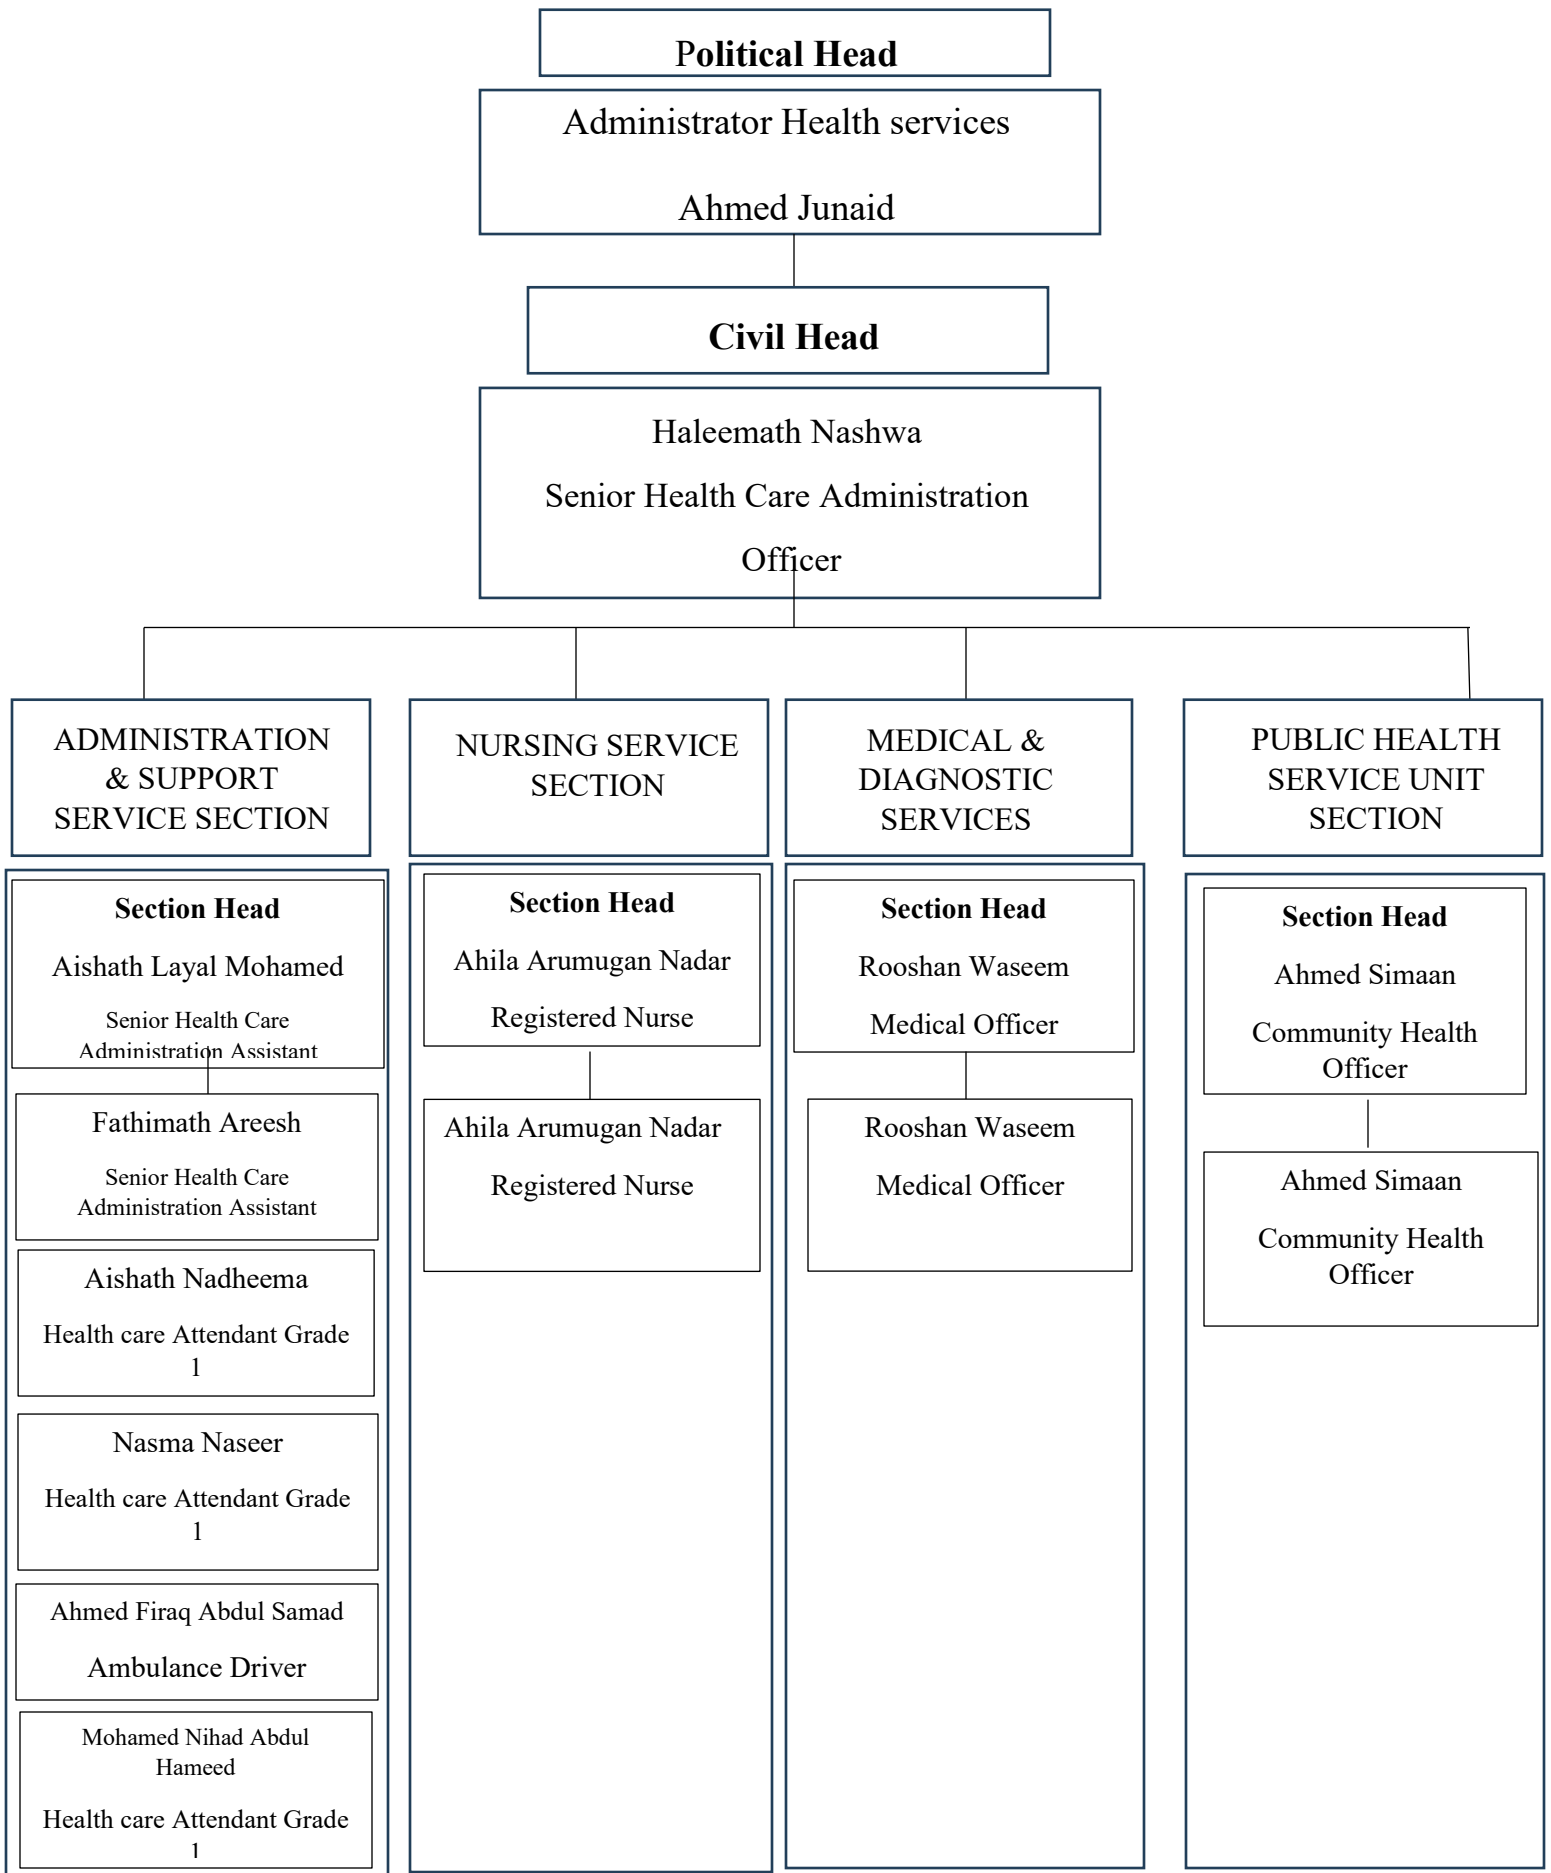 Political Head
Administrator Health services
Ahmed Junaid
Civil Head
Haleemath Nashwa
Senior Health Care Administration
Officer
ADMINISTRATION
& SUPPORT
SERVICE SECTION
Section Head
Aishath Layal Mohamed
Senior Health Care
Administration Assistant
Fathimath Areesh
Senior Health Care
Administration Assistant
Aishath Nadheema
Health care Attendant Grade
1
Nasma Naseer
Health care Attendant Grade
1
Ahmed Firaq Abdul Samad
Ambulance Driver
Mohamed Nihad Abdul
Hameed
Health care Attendant Grade
1
NURSING SERVICE
SECTION
Section Head
Ahila Arumugan Nadar
Registered Nurse
Ahila Arumugan Nadar
Registered Nurse
MEDICAL &
DIAGNOSTIC
SERVICES
Section Head
Rooshan Waseem
Medical Officer
Rooshan Waseem
Medical Officer
PUBLIC HEALTH
SERVICE UNIT
SECTION
Section Head
Ahmed Simaan
Community Health
Officer
Ahmed Simaan
Community Health
Officer